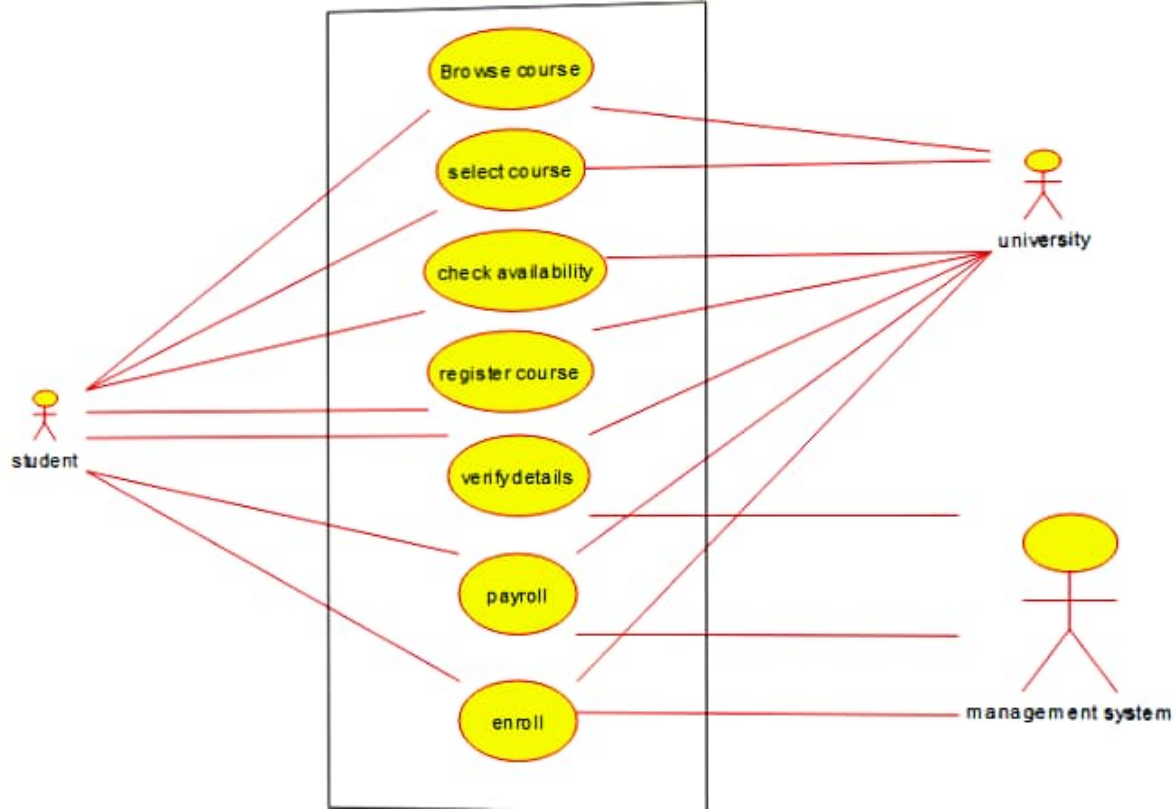 Browse course
select course
check availability
university
register course
student
verify details
payroll
management system
enroll